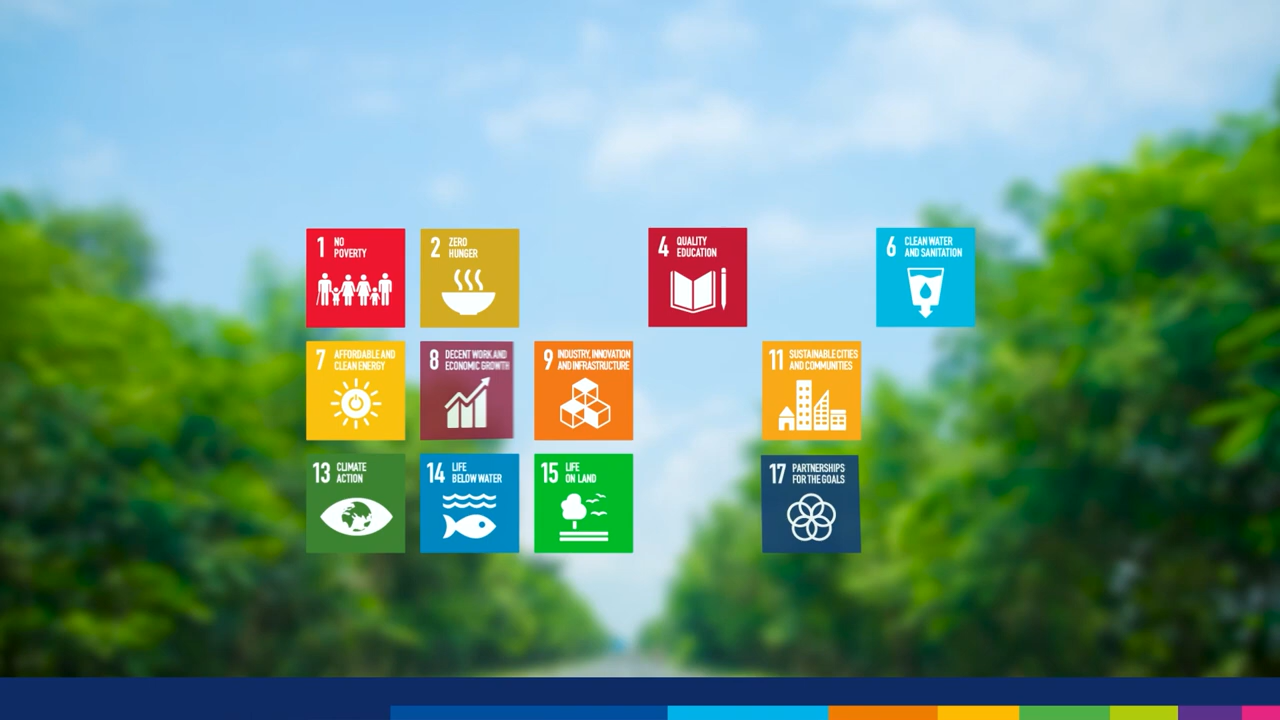 1 NO
POVERTY
2 ZERO
HUNGER
4 QUALITY
EDUCATION
6 CLEAN WATER
AND SANITATION
7 AFFORDABLE AND
CLEAN ENERGY
8 DECENT WORK AND
ECONOMIC GROWTH
9 INDUSTRY, INNOVATION
AND INFRASTRUCTURE
11 SUSTAINABLE CITIES
AND COMMUNITIES
13 CLIMATE
ACTION
14 LIFE
BELOW WATER
15 LIFE
ON LAND
17 PARTNERSHIPS
FOR THE GOALS